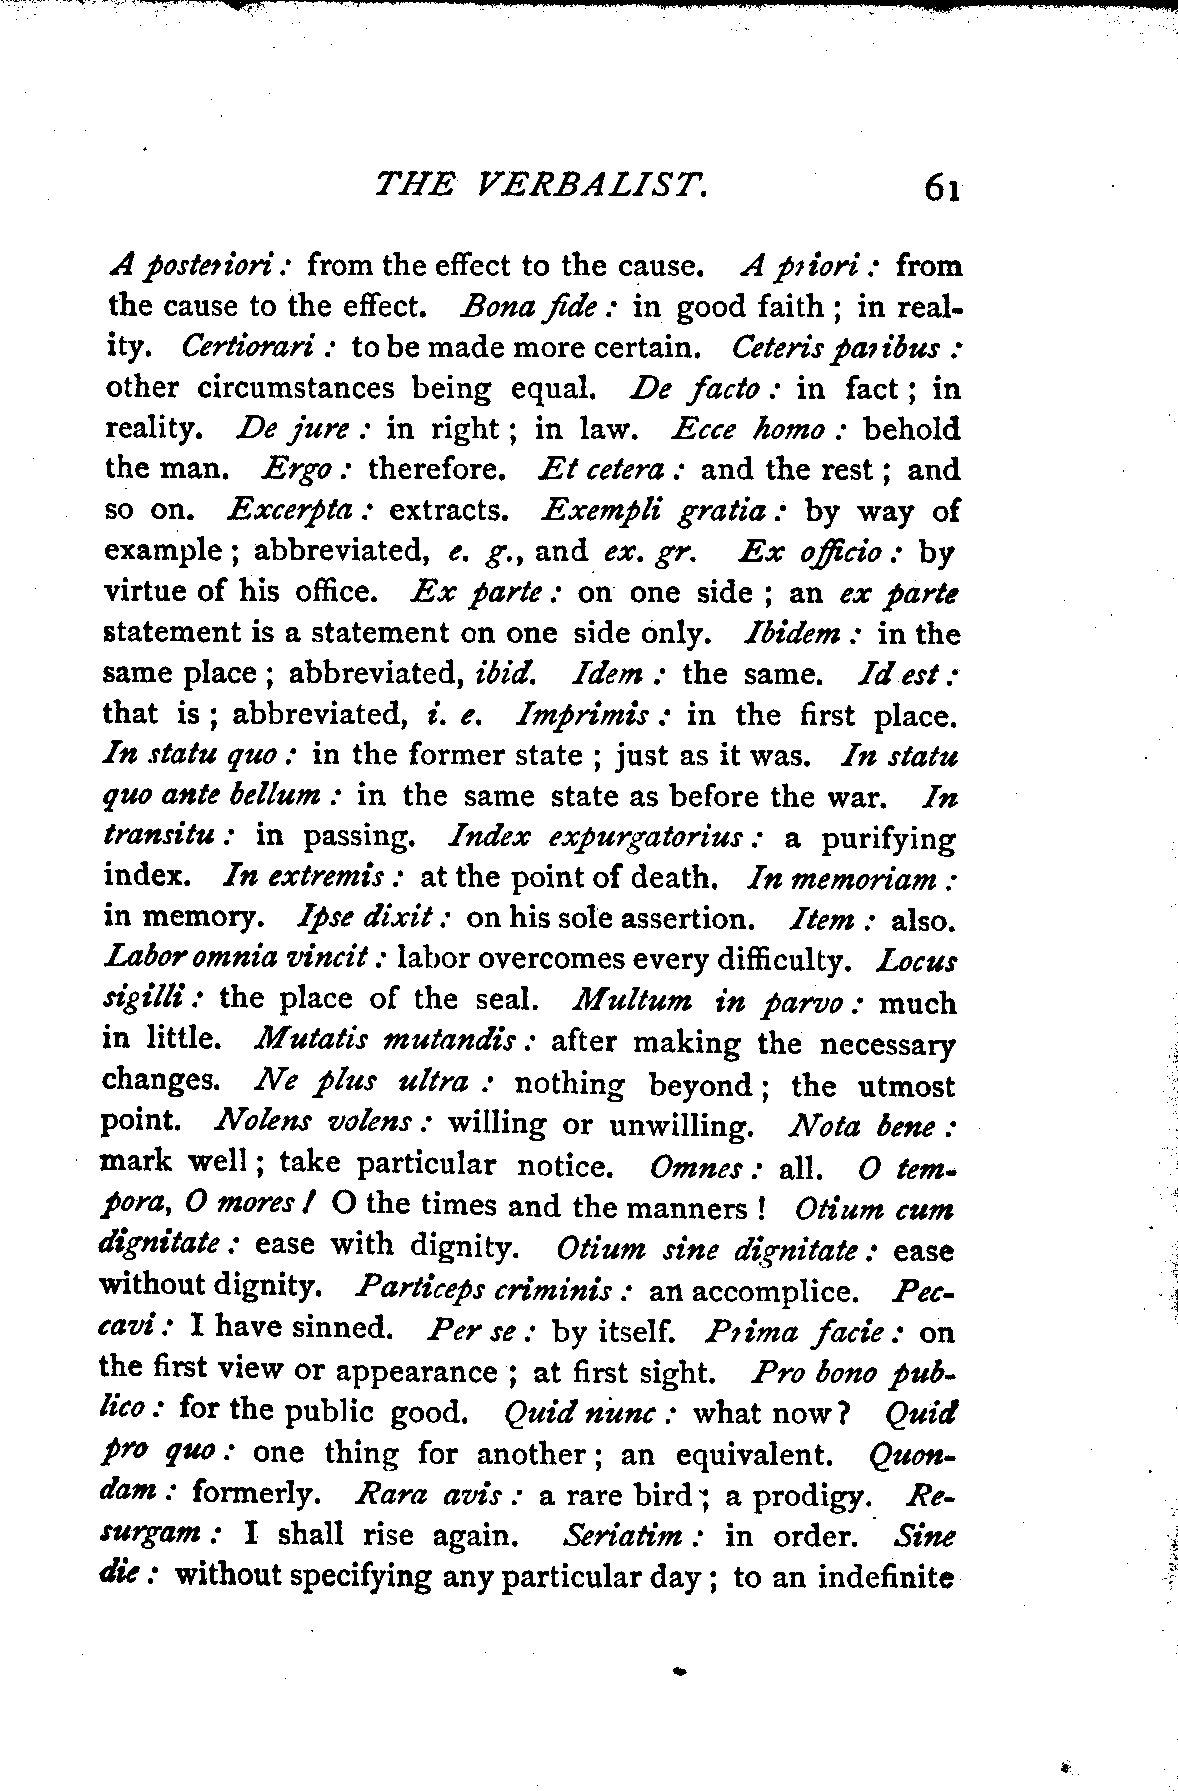 THE VERBALIST. 61
A posteriori: from the effect to the cause. A priori: from
the cause to the effect. Bona fide: in good faith; in real-
ity. Certiorari: to be made more certain. Ceteris paribus:
other circumstances being equal. De facto: in fact; in
reality. De jure: in right; in law. Ecce homo: behold
the man. Ergo: therefore. Et cetera: and the rest; and
so on. Excerpta: extracts. Exempli gratia: by way of
example; abbreviated, e. g., and ex. gr. Ex officio: by
virtue of his office. Ex parte: on one side; an ex parte
statement is a statement on one side only. Ibidem: in the
same place; abbreviated, ibid. Idem: the same. Id est:
that is; abbreviated, i. e. Imprimis: in the first place.
In statu quo: in the former state; just as it was. In statu
quo ante bellum: in the same state as before the war. In
transitu: in passing. Index expurgatorius: a purifying
index. In extremis: at the point of death. In memoriam:
in memory. Ipse dixit: on his sole assertion. Item: also.
Labor omnia vincit: labor overcomes every difficulty. Locus
sigilli: the place of the seal. Multum in parvo: much
in little. Mutatis mutandis: after making the necessary
changes. Ne plus ultra: nothing beyond; the utmost
point. Nolens volens: willing or unwilling. Nota bene:
mark well; take particular notice. Omnes: all. O tem-
pora, O mores! O the times and the manners! Otium cum
dignitate: ease with dignity. Otium sine dignitate: ease
without dignity. Particeps criminis: an accomplice. Pec-
cavi: I have sinned. Per se: by itself. Prima facie: on
the first view or appearance; at first sight. Pro bono pub-
lico: for the public good. Quid nunc: what now? Quid
pro quo: one thing for another; an equivalent. Quon-
dam: formerly. Rara avis: a rare bird; a prodigy. Re-
surgam: I shall rise again. Seriatim: in order. Sine
die: without specifying any particular day; to an indefinite